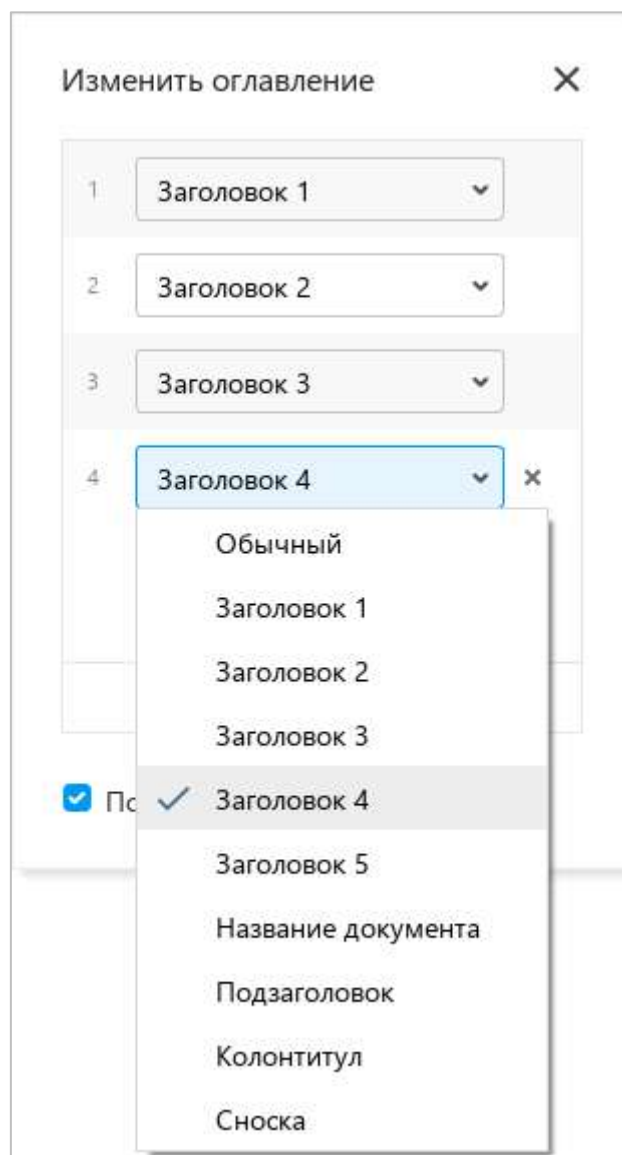 Изменить оглавление
1 Заголовок 1
2 Заголовок 2
3 Заголовок 3
4 Заголовок 4
Обычный
Заголовок 1
Заголовок 2
Заголовок 3
Заголовок 4
Заголовок 5
Название документа
Подзаголовок
Колонтитул
Сноска